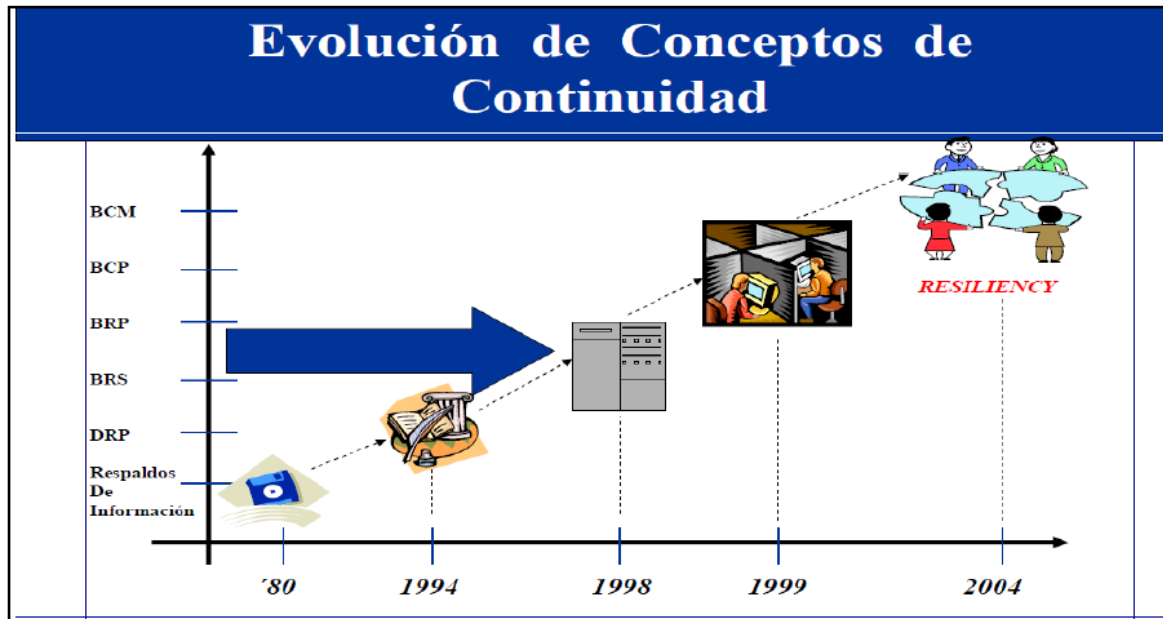 Evolución de Conceptos de
Continuidad
BCM
BCP
BRP
BRS
DRP
Respaldos
De
Información
RESILIENCY
´80
1994
1998
1999
2004